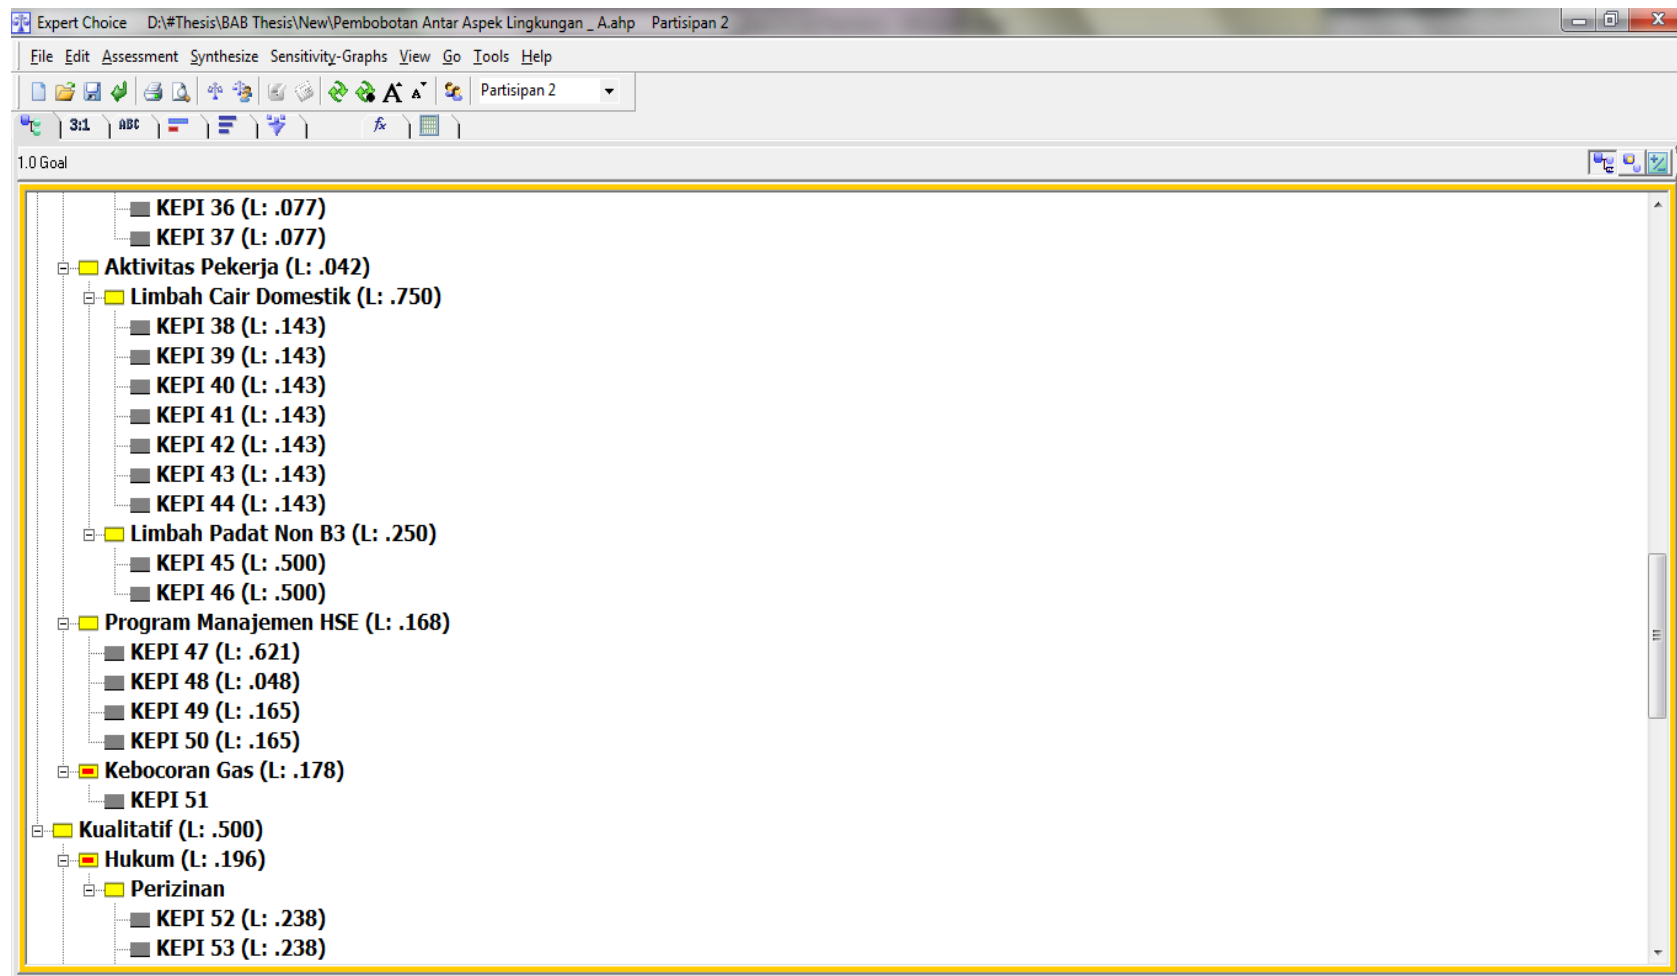 Expert Choice D:\#Thesis\BAB Thesis\New\Pembobotan Antar Aspek Lingkungan _ A.ahp Partisipan 2
File Edit Assessment Synthesize Sensitivity-Graphs View Go Tools Help
Partisipan 2
3:1 ABC fx
1.0 Goal
KEPI 36 (L: .077)
KEPI 37 (L: .077)
Aktivitas Pekerja (L: .042)
Limbah Cair Domestik (L: .750)
KEPI 38 (L: .143)
KEPI 39 (L: .143)
KEPI 40 (L: .143)
KEPI 41 (L: .143)
KEPI 42 (L: .143)
KEPI 43 (L: .143)
KEPI 44 (L: .143)
Limbah Padat Non B3 (L: .250)
KEPI 45 (L: .500)
KEPI 46 (L: .500)
Program Manajemen HSE (L: .168)
KEPI 47 (L: .621)
KEPI 48 (L: .048)
KEPI 49 (L: .165)
KEPI 50 (L: .165)
Kebocoran Gas (L: .178)
KEPI 51
Kualitatif (L: .500)
Hukum (L: .196)
Perizinan
KEPI 52 (L: .238)
KEPI 53 (L: .238)